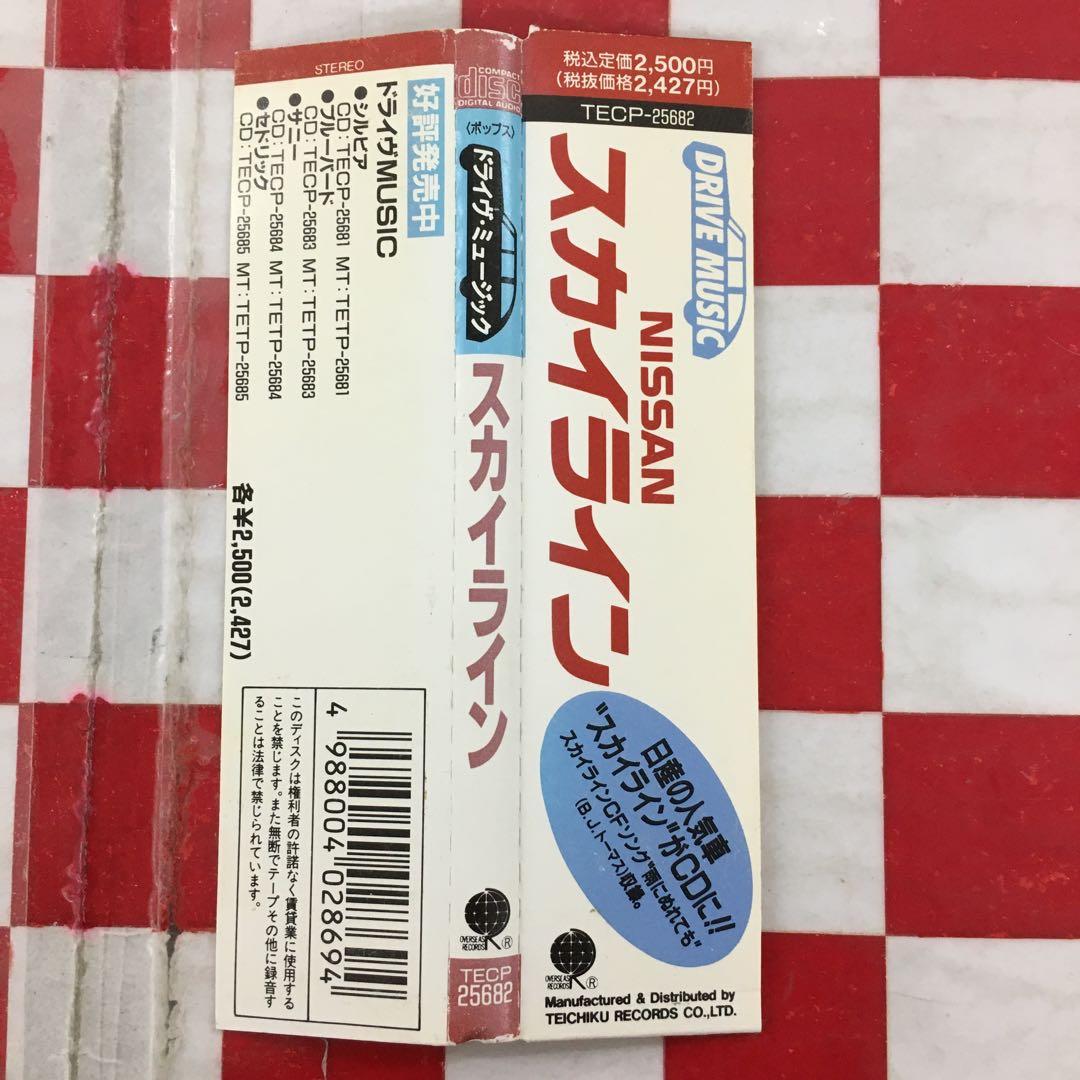 税込定価2,500円
(税抜価格2,427円)
TECP-25682
DRIVE MUSIC
NISSAN
スカイライン
日産の人気車
"スカイライン"がCDに!!
スカイラインCFソング"雨にぬれても"
(B.J.トーマス)収録。
OVERSEAS
RECORDS
R
Manufactured & Distributed by
TEICHIKU RECORDS CO.,LTD.
COMPACT
disc
DIGITAL AUDIO
〈ポップス〉
ドライヴ・ミュージック
スカイライン
OVERSEAS
RECORDS
R
TECP
25682
STEREO
好評発売中
ドライヴMUSIC
●シルビア
CD:TECP-25681 MT:TETP-25681
●ブルーバード
CD:TECP-25683 MT:TETP-25683
●サニー
CD:TECP-25684 MT:TETP-25684
●セドリック
CD:TECP-25685 MT:TETP-25685
各¥2,500(2,427)
4 988004 028694
このディスクは権利者の許諾なく賃貸業に使用する
ことを禁じます。また無断でテープその他に録音す
ることは法律で禁じられています。